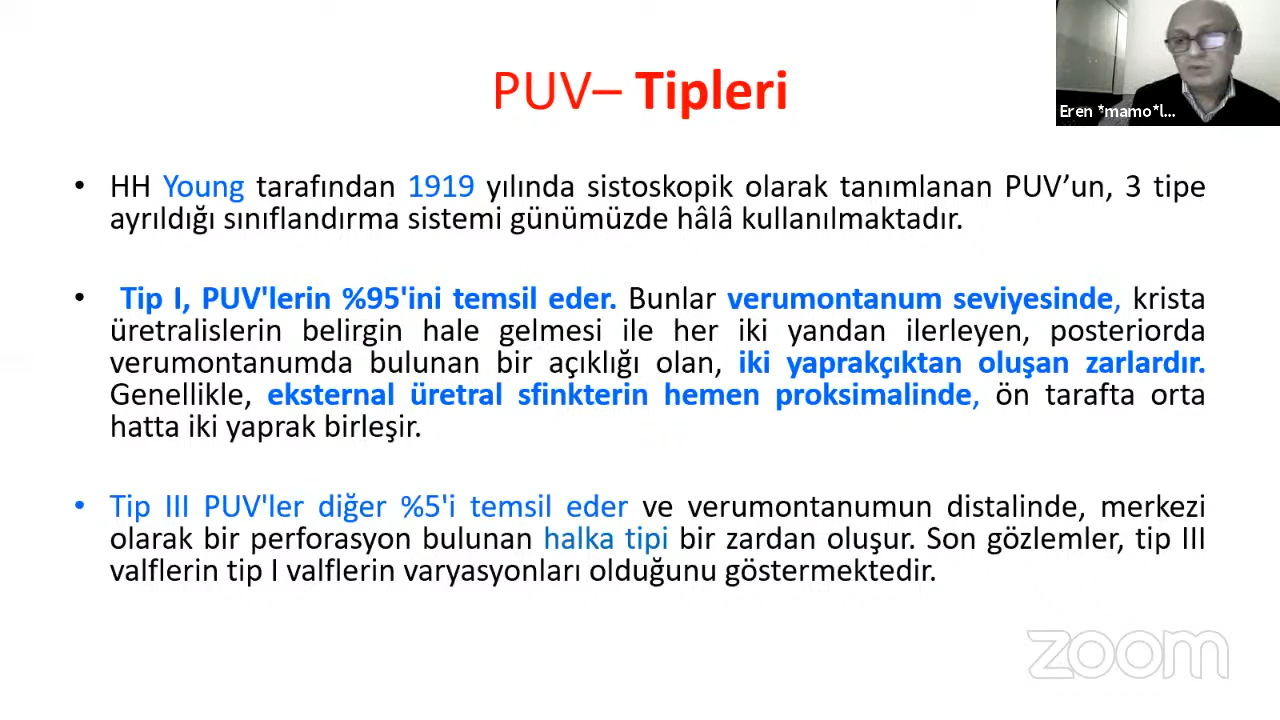 PUV– Tipleri
Eren *mamo*l...
• HH Young tarafından 1919 yılında sistoskopik olarak tanımlanan PUV’un, 3 tipe
ayrıldığı sınıflandırma sistemi günümüzde hâlâ kullanılmaktadır.
• Tip I, PUV'lerin %95'ini temsil eder. Bunlar verumontanum seviyesinde, krista
üretralislerin belirgin hale gelmesi ile her iki yandan ilerleyen, posteriorda
verumontanumda bulunan bir açıklığı olan, iki yaprakçıktan oluşan zarlardır.
Genellikle, eksternal üretral sfinkterin hemen proksimalinde, ön tarafta orta
hatta iki yaprak birleşir.
• Tip III PUV'ler diğer %5'i temsil eder ve verumontanumun distalinde, merkezi
olarak bir perforasyon bulunan halka tipi bir zardan oluşur. Son gözlemler, tip III
valflerin tip I valflerin varyasyonları olduğunu göstermektedir.
zoom